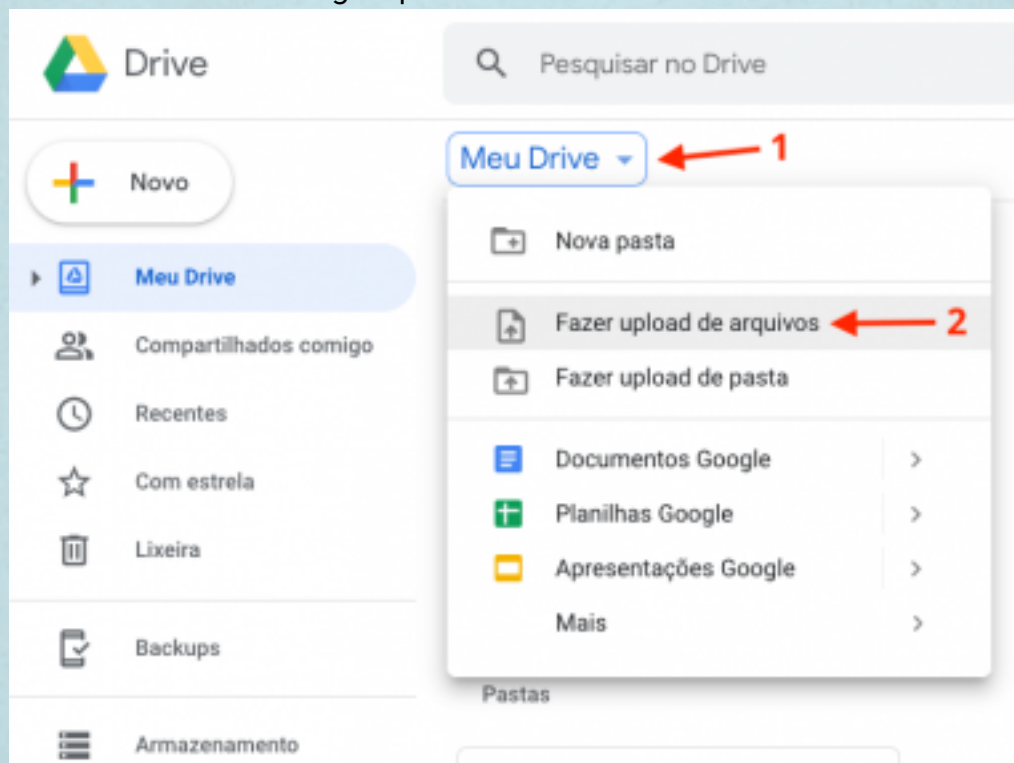 Drive
Pesquisar no Drive
Novo
Meu Drive
1
Nova pasta
Meu Drive
Fazer upload de arquivos
2
Compartilhados comigo
Fazer upload de pasta
Recentes
Documentos Google
Com estrela
Planilhas Google
Lixeira
Apresentações Google
Mais
Backups
Pastas
Armazenamento